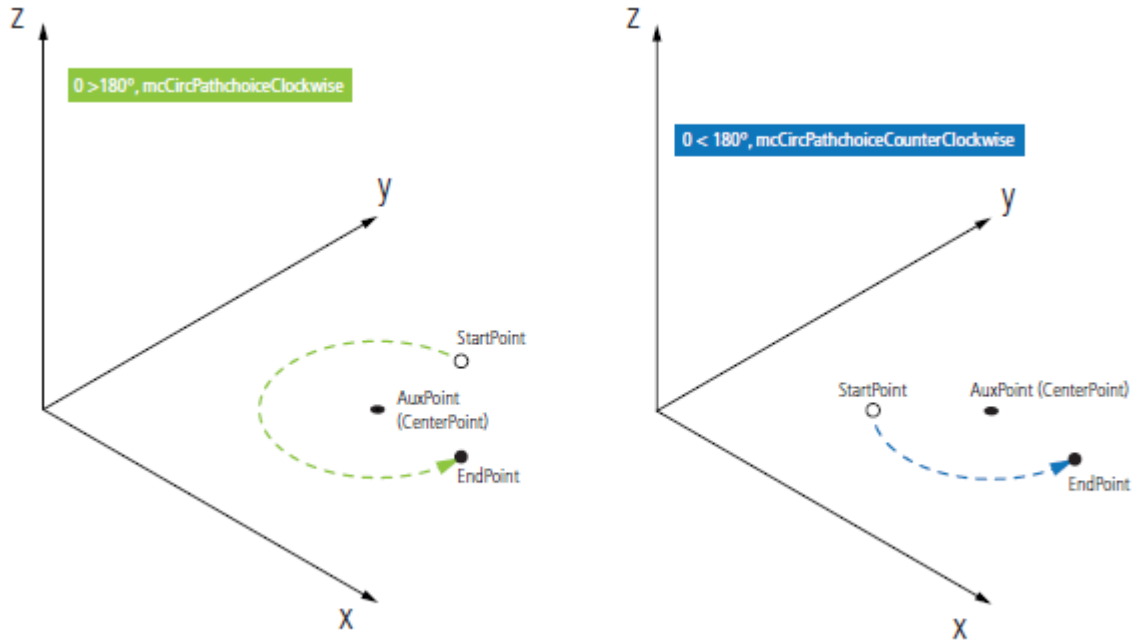 z
0 >180º, mcCircPathchoiceClockwise
y
StartPoint
AuxPoint
(CenterPoint)
EndPoint
x
z
0 < 180º, mcCircPathchoiceCounterClockwise
y
StartPoint
AuxPoint (CenterPoint)
EndPoint
x